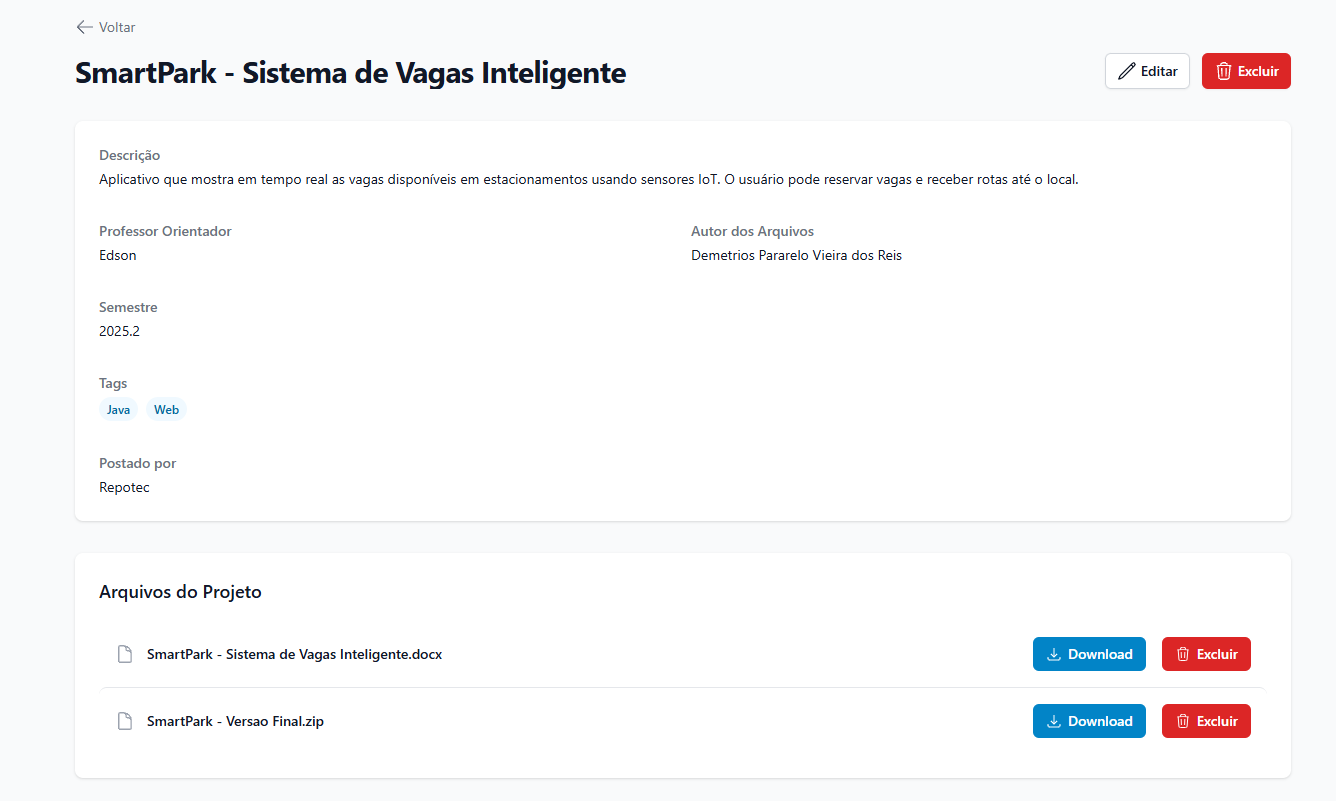 Voltar
SmartPark - Sistema de Vagas Inteligente
Editar
Excluir
Descrição
Aplicativo que mostra em tempo real as vagas disponíveis em estacionamentos usando sensores IoT. O usuário pode reservar vagas e receber rotas até o local.
Professor Orientador
Edson
Autor dos Arquivos
Demetrios Pararelo Vieira dos Reis
Semestre
2025.2
Tags
Java Web
Postado por
Repotec
Arquivos do Projeto
SmartPark - Sistema de Vagas Inteligente.docx
Download
Excluir
SmartPark - Versao Final.zip
Download
Excluir